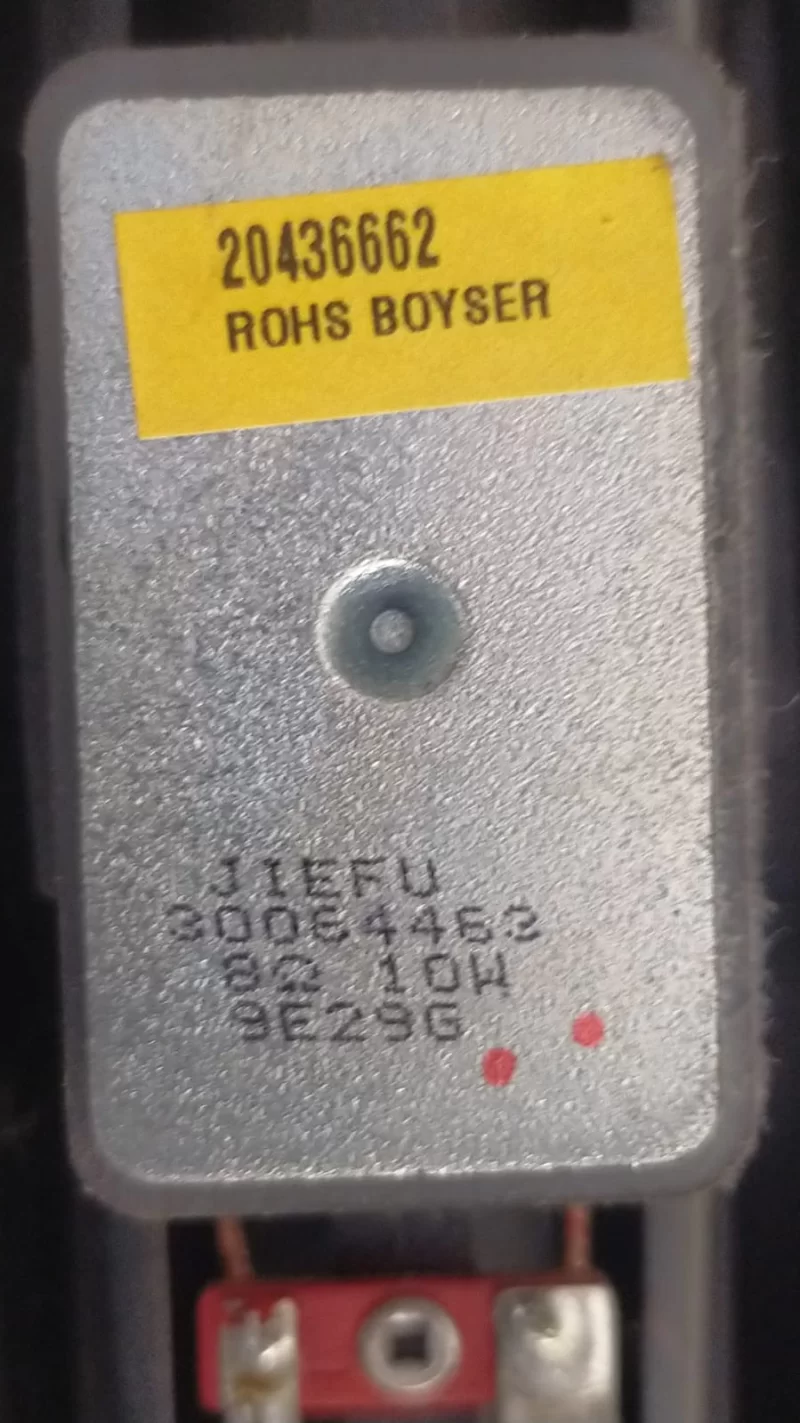 20436662
ROHS BOYSER
JIEFU
30064463
8Ω 10W
9E29G